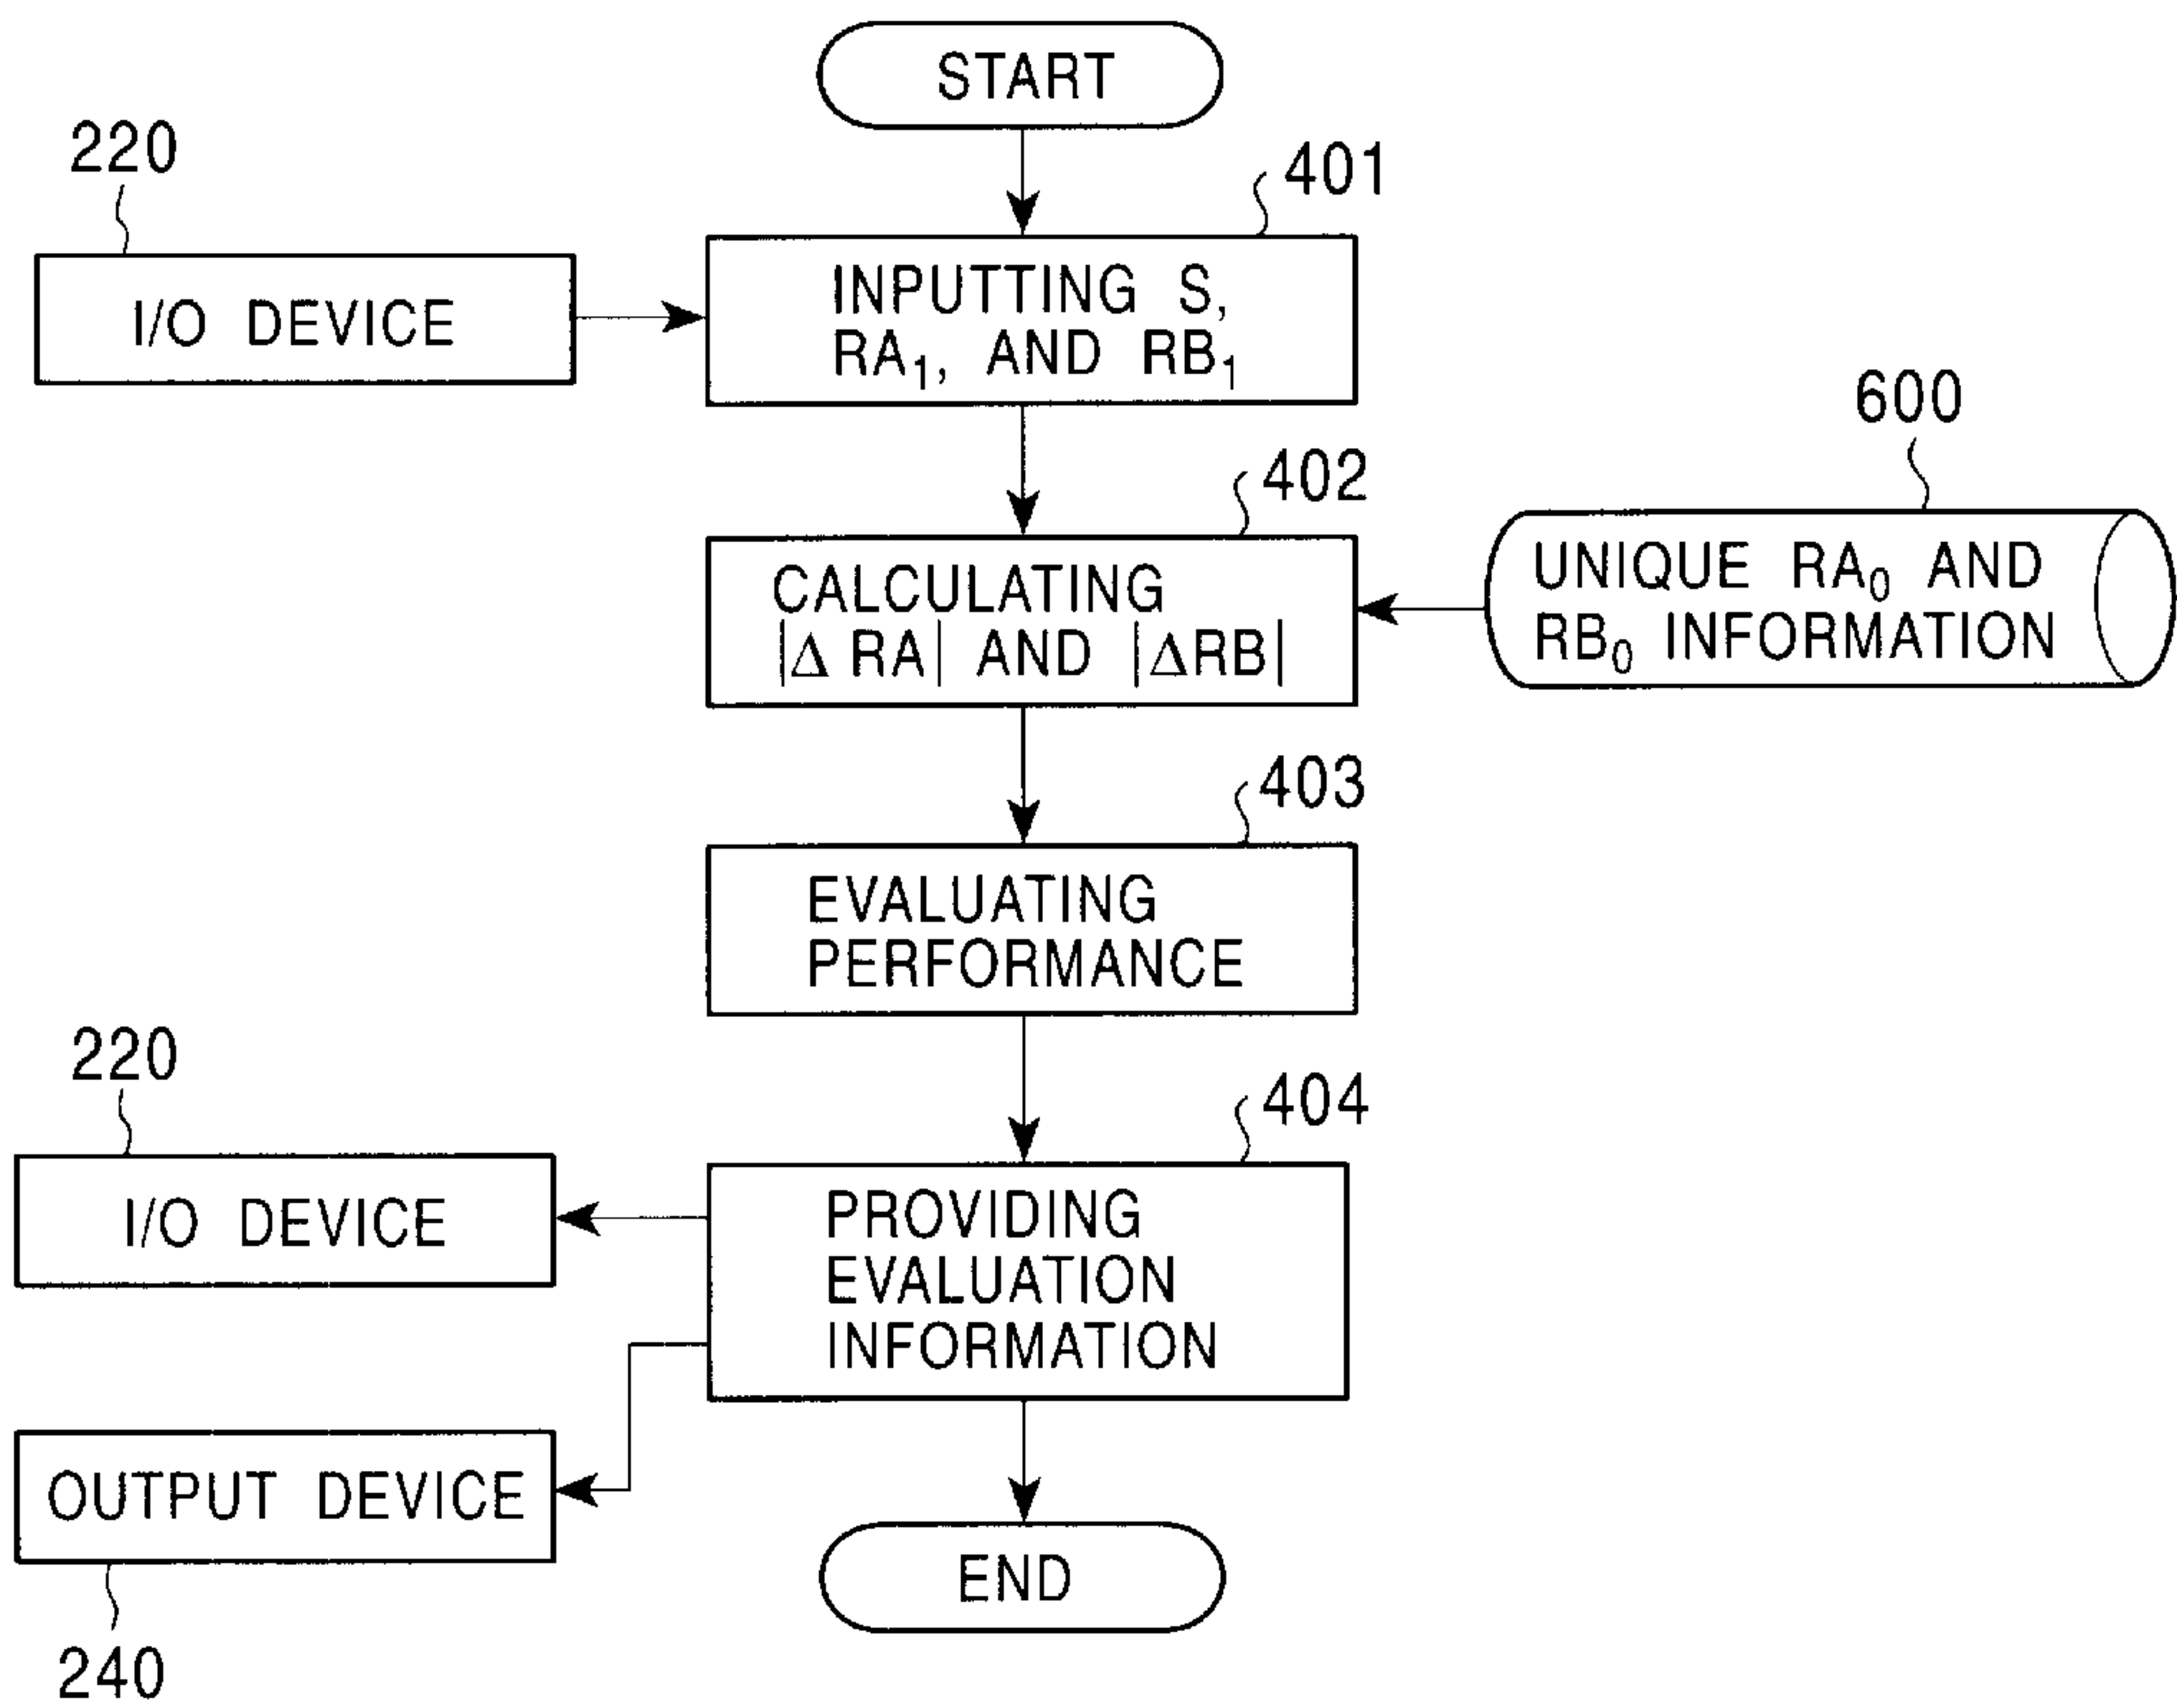 START
220
401
I/O DEVICE
INPUTTING S,
RA₁, AND RB₁
600
402
CALCULATING
|Δ RA| AND |ΔRB|
UNIQUE RA₀ AND
RB₀ INFORMATION
403
EVALUATING
PERFORMANCE
220
404
I/O DEVICE
PROVIDING
EVALUATION
INFORMATION
OUTPUT DEVICE
END
240